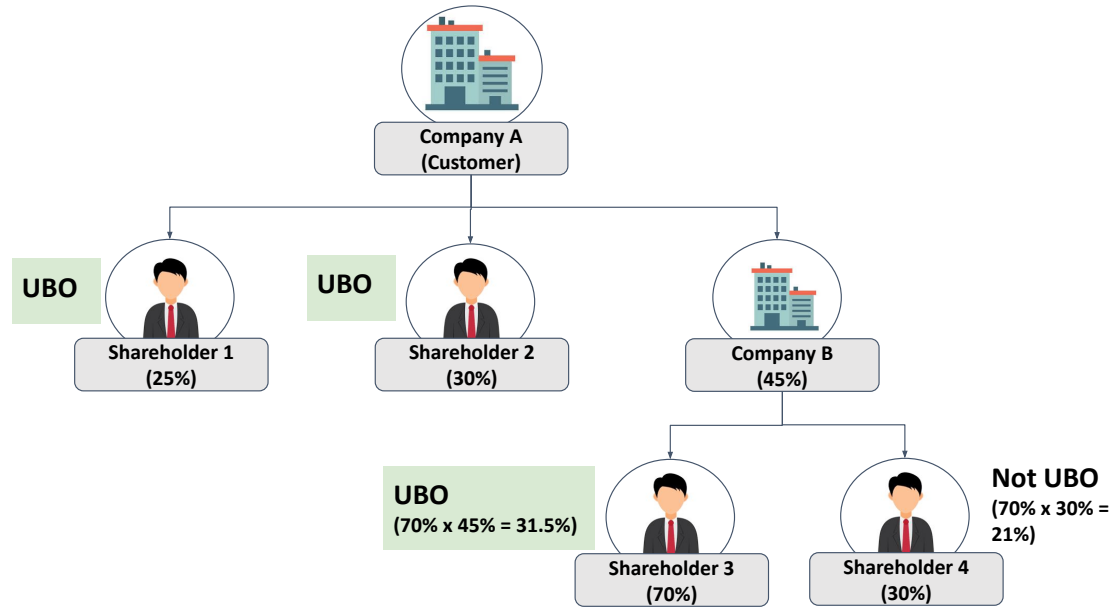 Company A
(Customer)
UBO
Shareholder 1
(25%)
UBO
Shareholder 2
(30%)
Company B
(45%)
UBO
(70% x 45% = 31.5%)
Shareholder 3
(70%)
Shareholder 4
(30%)
Not UBO
(70% x 30% =
21%)